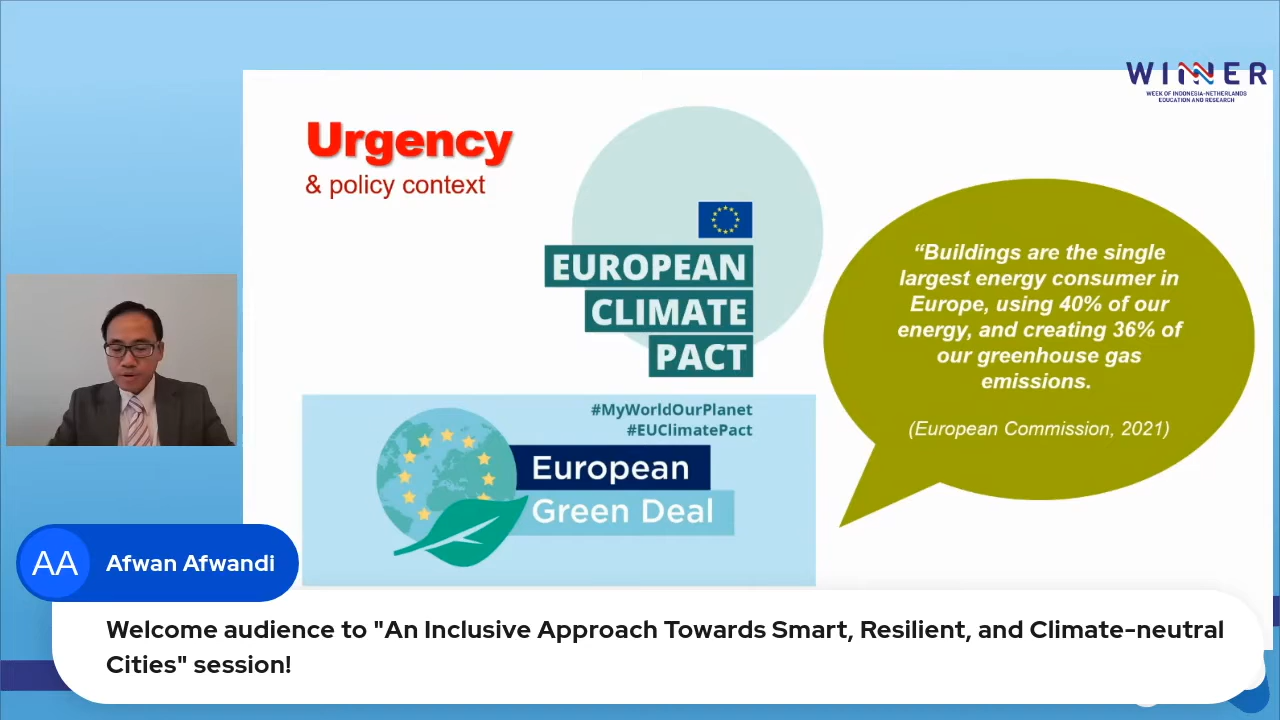 WINNER
WEEK OF INDONESIA-NETHERLANDS
EDUCATION AND RESEARCH
Urgency
& policy context
EUROPEAN
CLIMATE
PACT
#MyWorldOurPlanet
#EUClimatePact
European
Green Deal
“Buildings are the single
largest energy consumer in
Europe, using 40% of our
energy, and creating 36% of
our greenhouse gas
emissions.
(European Commission, 2021)
AA
Afwan Afwandi
Welcome audience to "An Inclusive Approach Towards Smart, Resilient, and Climate-neutral
Cities" session!